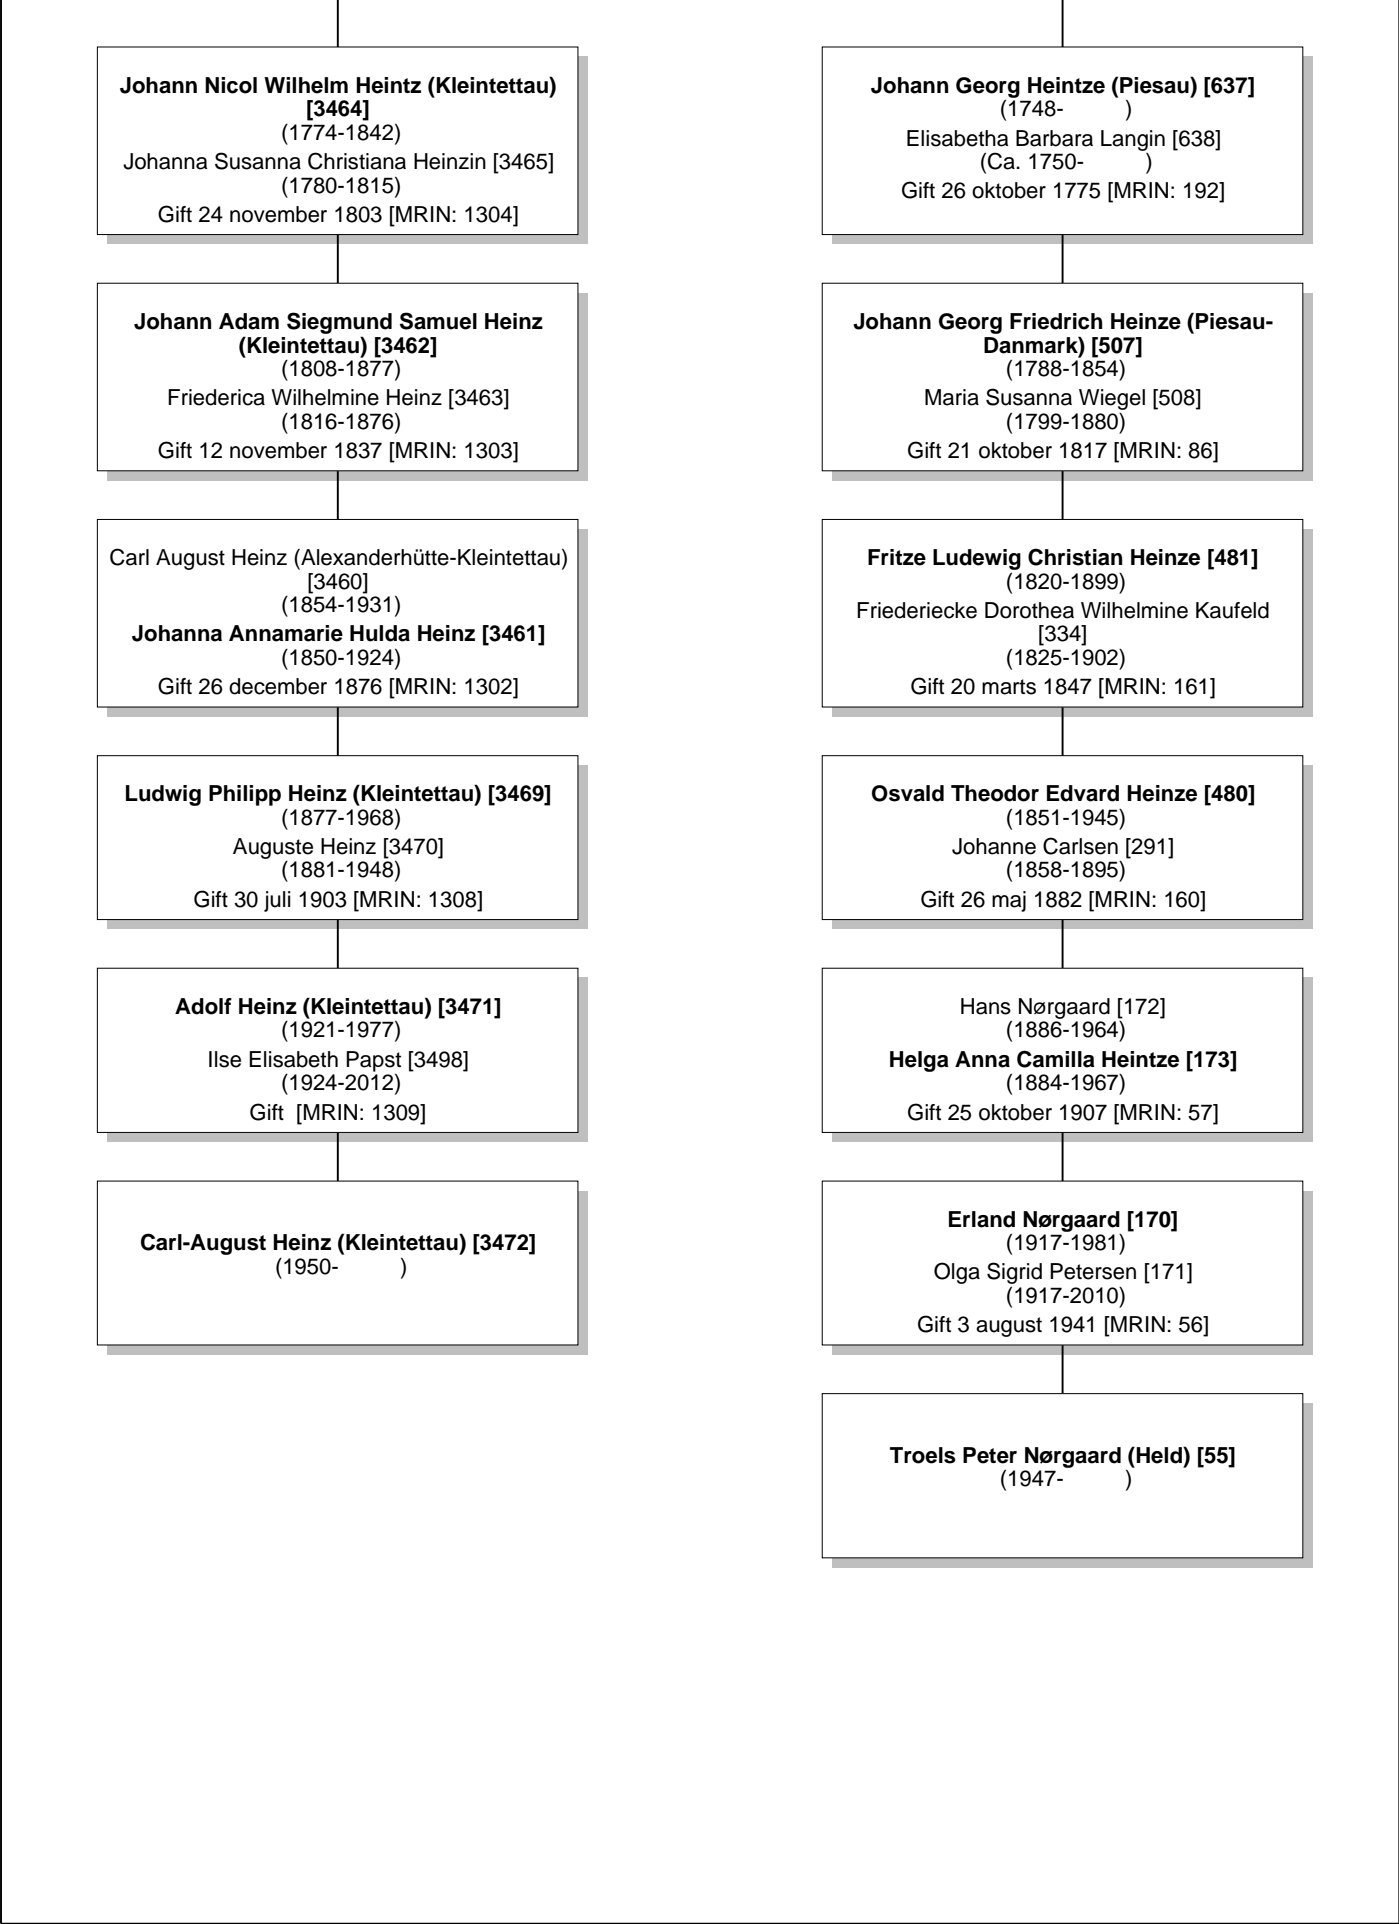 Johann Nicol Wilhelm Heintz (Kleintettau)
[3464]
(1774-1842)
Johanna Susanna Christiana Heinzin [3465]
(1780-1815)
Gift 24 november 1803 [MRIN: 1304]
Johann Adam Siegmund Samuel Heinz
(Kleintettau) [3462]
(1808-1877)
Friederica Wilhelmine Heinz [3463]
(1816-1876)
Gift 12 november 1837 [MRIN: 1303]
Carl August Heinz (Alexanderhütte-Kleintettau)
[3460]
(1854-1931)
Johanna Annamarie Hulda Heinz [3461]
(1850-1924)
Gift 26 december 1876 [MRIN: 1302]
Ludwig Philipp Heinz (Kleintettau) [3469]
(1877-1968)
Auguste Heinz [3470]
(1881-1948)
Gift 30 juli 1903 [MRIN: 1308]
Adolf Heinz (Kleintettau) [3471]
(1921-1977)
Ilse Elisabeth Papst [3498]
(1924-2012)
Gift  [MRIN: 1309]
Carl-August Heinz (Kleintettau) [3472]
(1950-          )
Johann Georg Heintze (Piesau) [637]
(1748-          )
Elisabetha Barbara Langin [638]
(Ca. 1750-          )
Gift 26 oktober 1775 [MRIN: 192]
Johann Georg Friedrich Heinze (Piesau-
Danmark) [507]
(1788-1854)
Maria Susanna Wiegel [508]
(1799-1880)
Gift 21 oktober 1817 [MRIN: 86]
Fritze Ludewig Christian Heinze [481]
(1820-1899)
Friederiecke Dorothea Wilhelmine Kaufeld
[334]
(1825-1902)
Gift 20 marts 1847 [MRIN: 161]
Osvald Theodor Edvard Heinze [480]
(1851-1945)
Johanne Carlsen [291]
(1858-1895)
Gift 26 maj 1882 [MRIN: 160]
Hans Nørgaard [172]
(1886-1964)
Helga Anna Camilla Heintze [173]
(1884-1967)
Gift 25 oktober 1907 [MRIN: 57]
Erland Nørgaard [170]
(1917-1981)
Olga Sigrid Petersen [171]
(1917-2010)
Gift 3 august 1941 [MRIN: 56]
Troels Peter Nørgaard (Held) [55]
(1947-          )